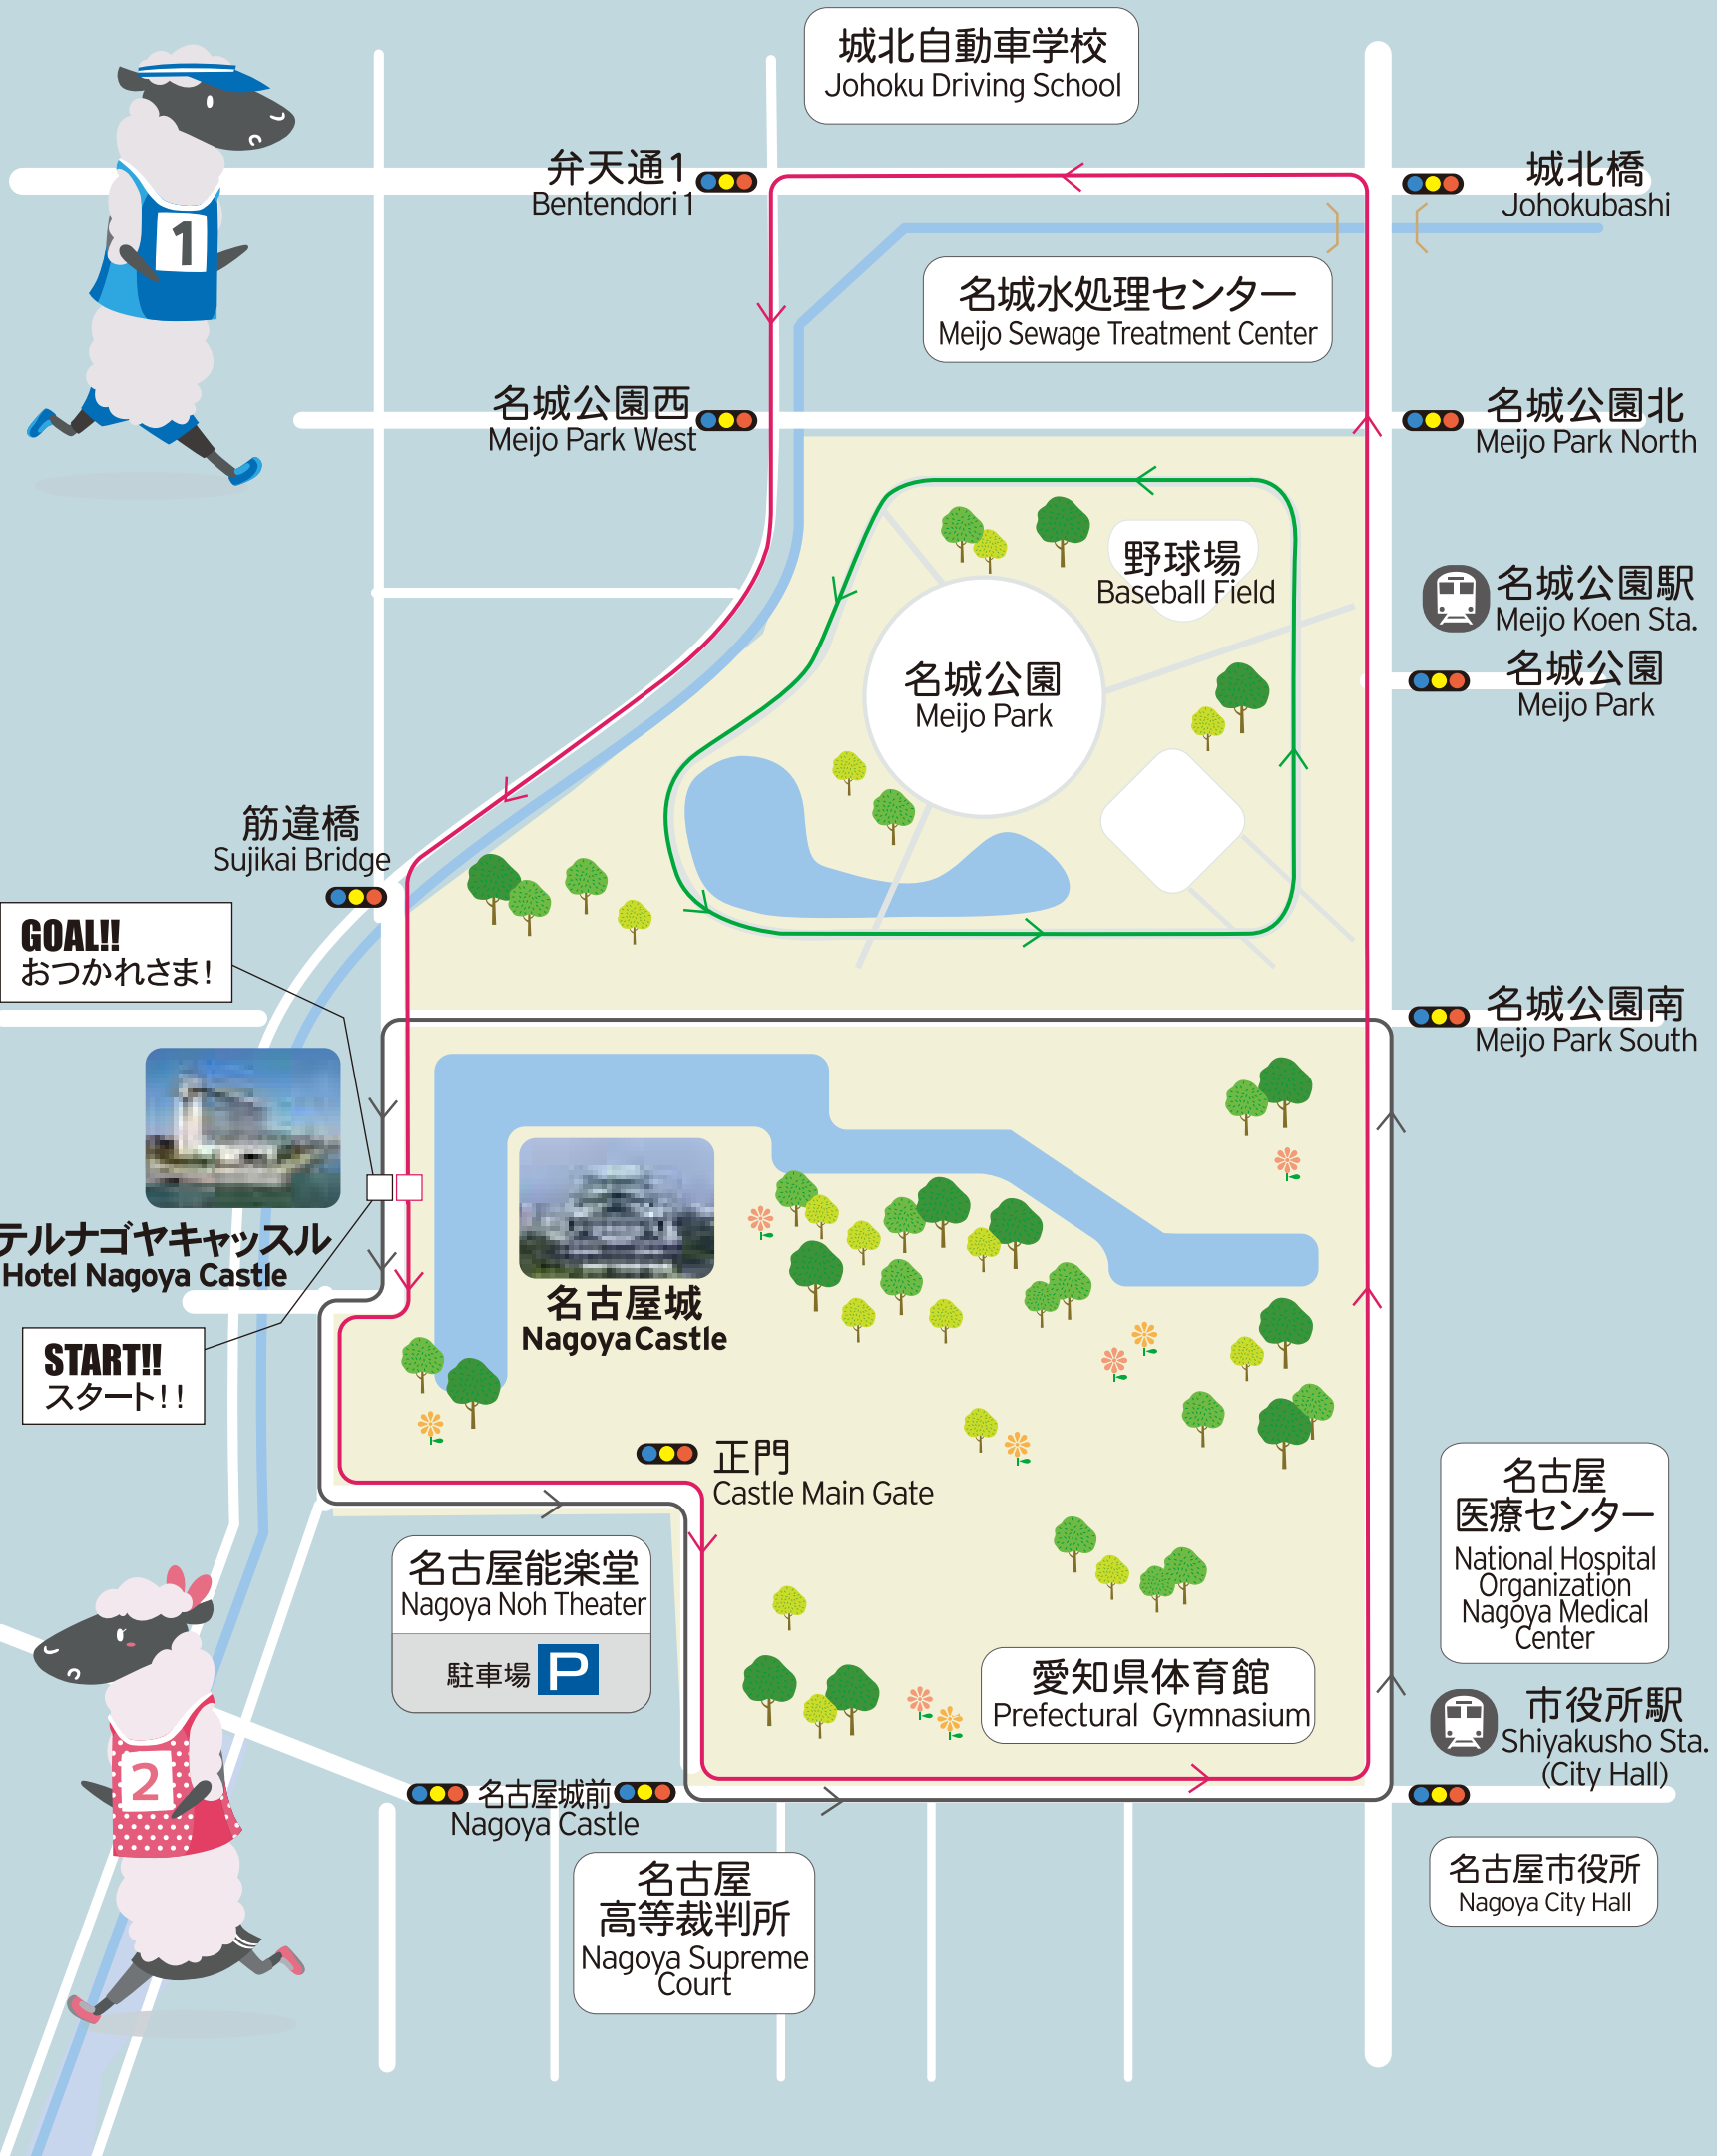 城北自動車学校
Johoku Driving School
弁天通1
Bentendori 1
城北橋
Johokubashi
1
名城水処理センター
Meijo Sewage Treatment Center
名城公園西
Meijo Park West
名城公園北
Meijo Park North
野球場
Baseball Field
名城公園駅
Meijo Koen Sta.
名城公園
Meijo Park
名城公園
Meijo Park
筋違橋
Sujikai Bridge
GOAL!!
おつかれさま!
名城公園南
Meijo Park South
テルナゴヤキャッスル
Hotel Nagoya Castle
名古屋城
Nagoya Castle
START!!
スタート!!
正門
Castle Main Gate
名古屋
医療センター
National Hospital
Organization
Nagoya Medical
Center
名古屋能楽堂
Nagoya Noh Theater
駐車場 P
愛知県体育館
Prefectural Gymnasium
市役所駅
Shiyakusho Sta.
(City Hall)
2
名古屋城前
Nagoya Castle
名古屋
高等裁判所
Nagoya Supreme
Court
名古屋市役所
Nagoya City Hall